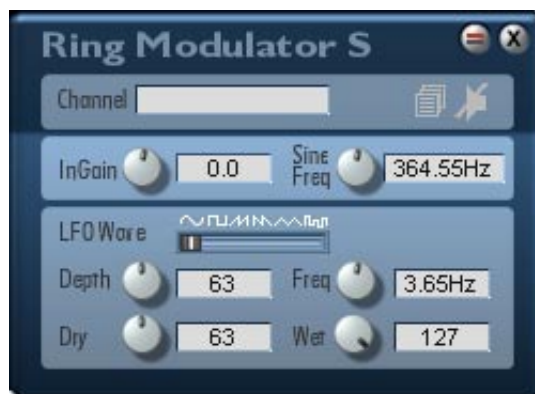 Ring Modulator S
Channel
InGain 0.0 Sine Freq 364.55Hz
LFO Wave
Depth 63 Freq 3.65Hz
Dry 63 Wet 127